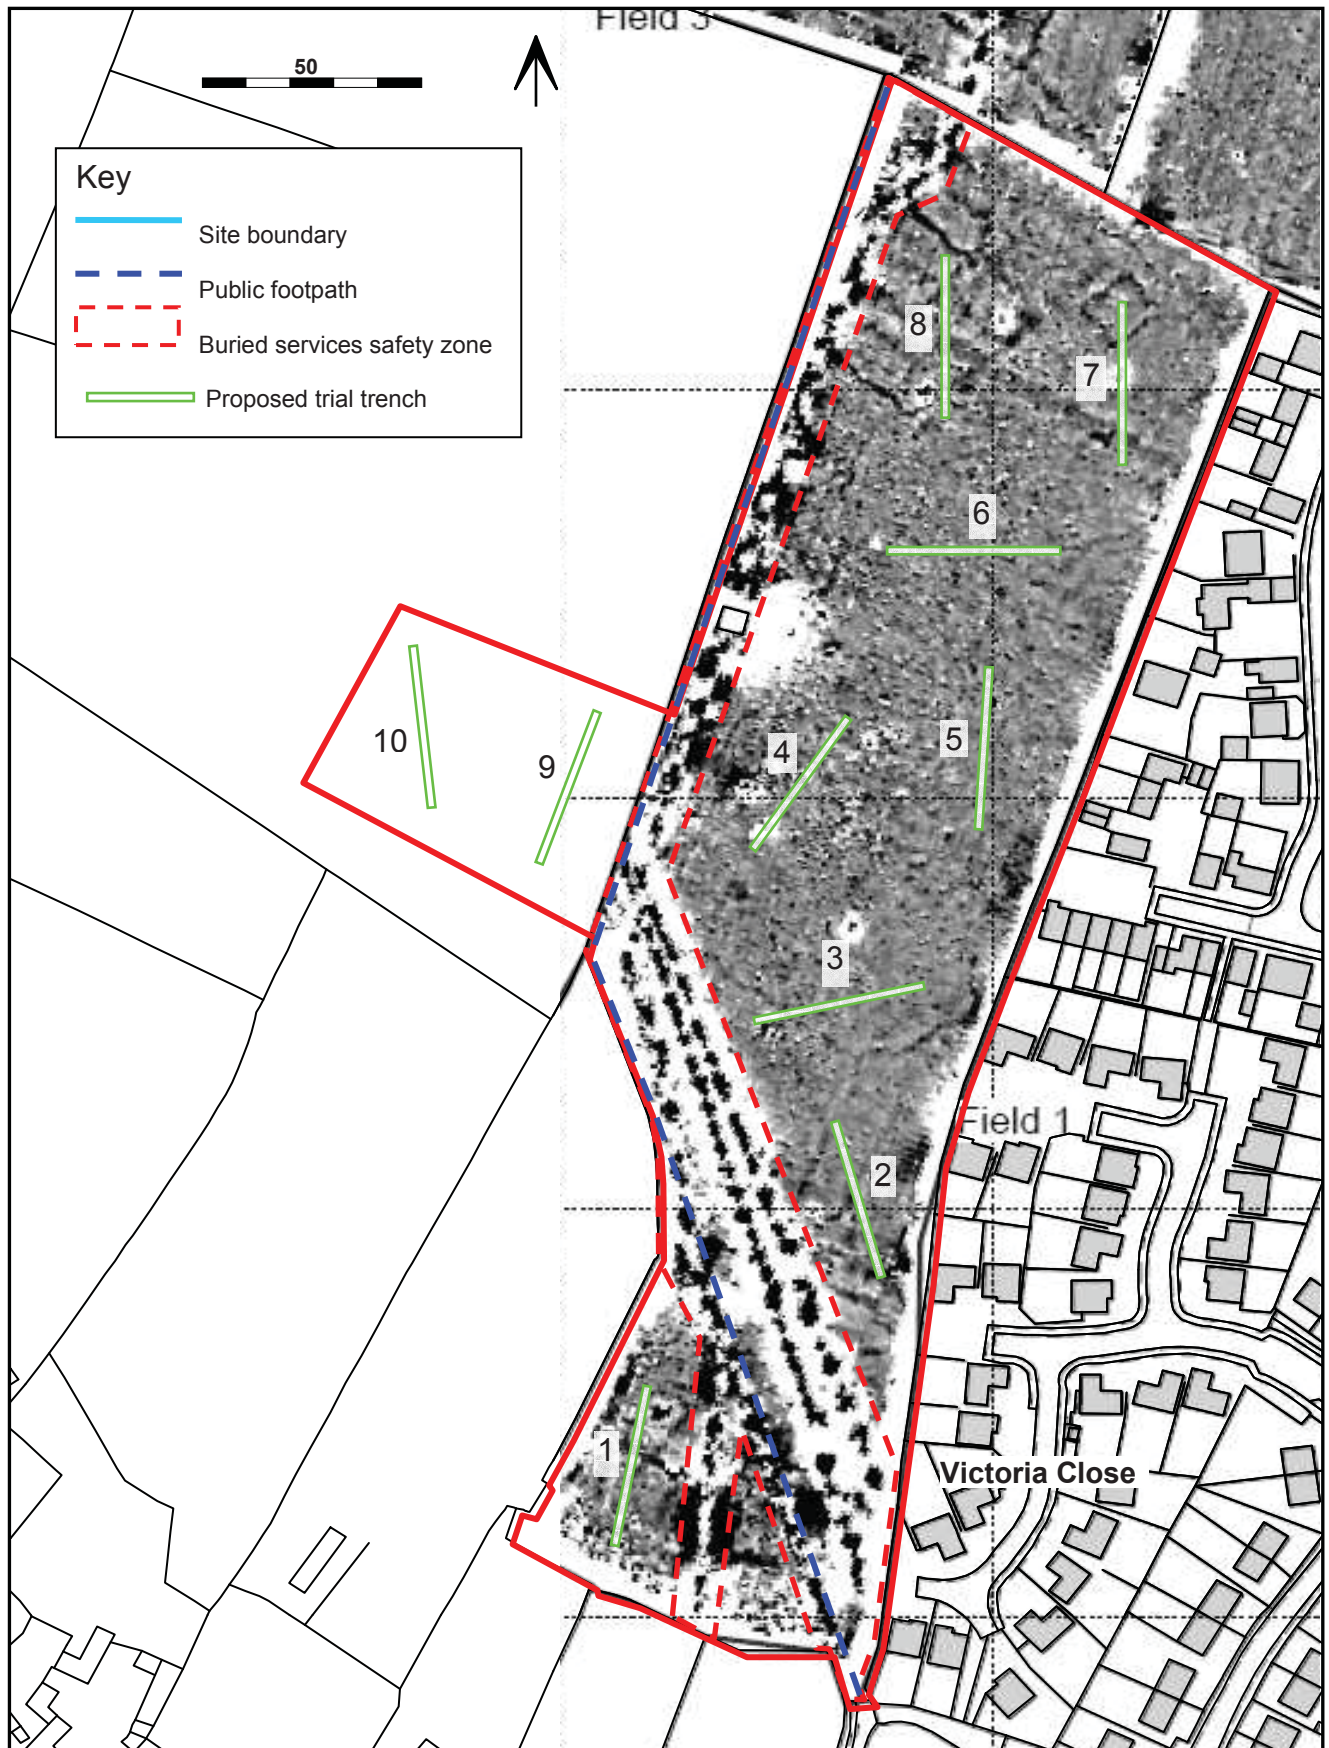 Field 3
50
Key
Site boundary
Public footpath
Buried services safety zone
Proposed trial trench
8
7
6
10
9
4
5
3
Field 1
2
1
Victoria Close